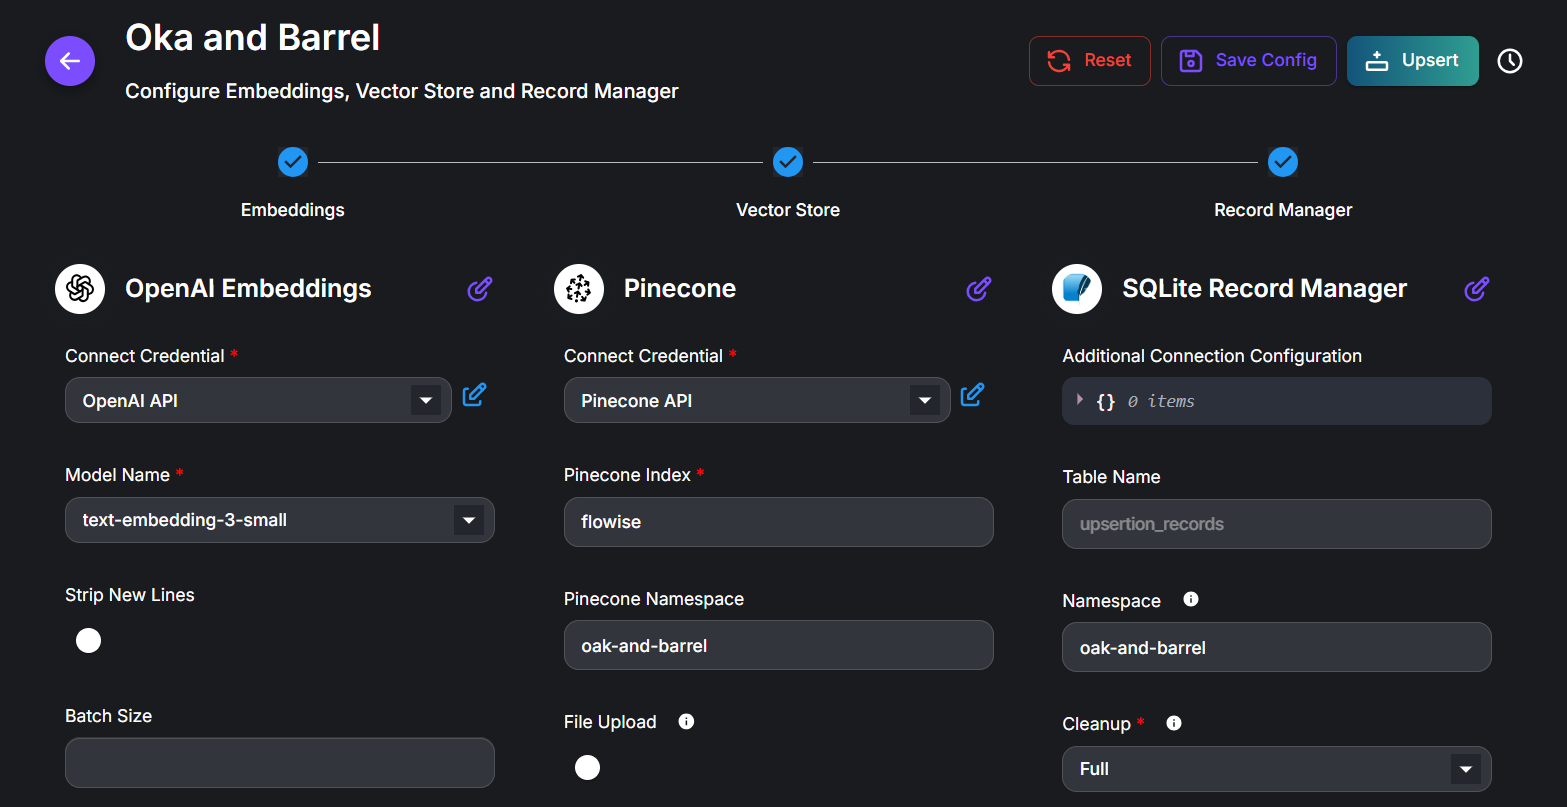 Oka and Barrel
Configure Embeddings, Vector Store and Record Manager
Reset
Save Config
Upsert
Embeddings
Vector Store
Record Manager
OpenAI Embeddings
Connect Credential *
OpenAI API
Model Name *
text-embedding-3-small
Strip New Lines
Batch Size
Pinecone
Connect Credential *
Pinecone API
Pinecone Index *
flowise
Pinecone Namespace
oak-and-barrel
File Upload
SQLite Record Manager
Additional Connection Configuration
{} 0 items
Table Name
upsertion_records
Namespace
oak-and-barrel
Cleanup *
Full